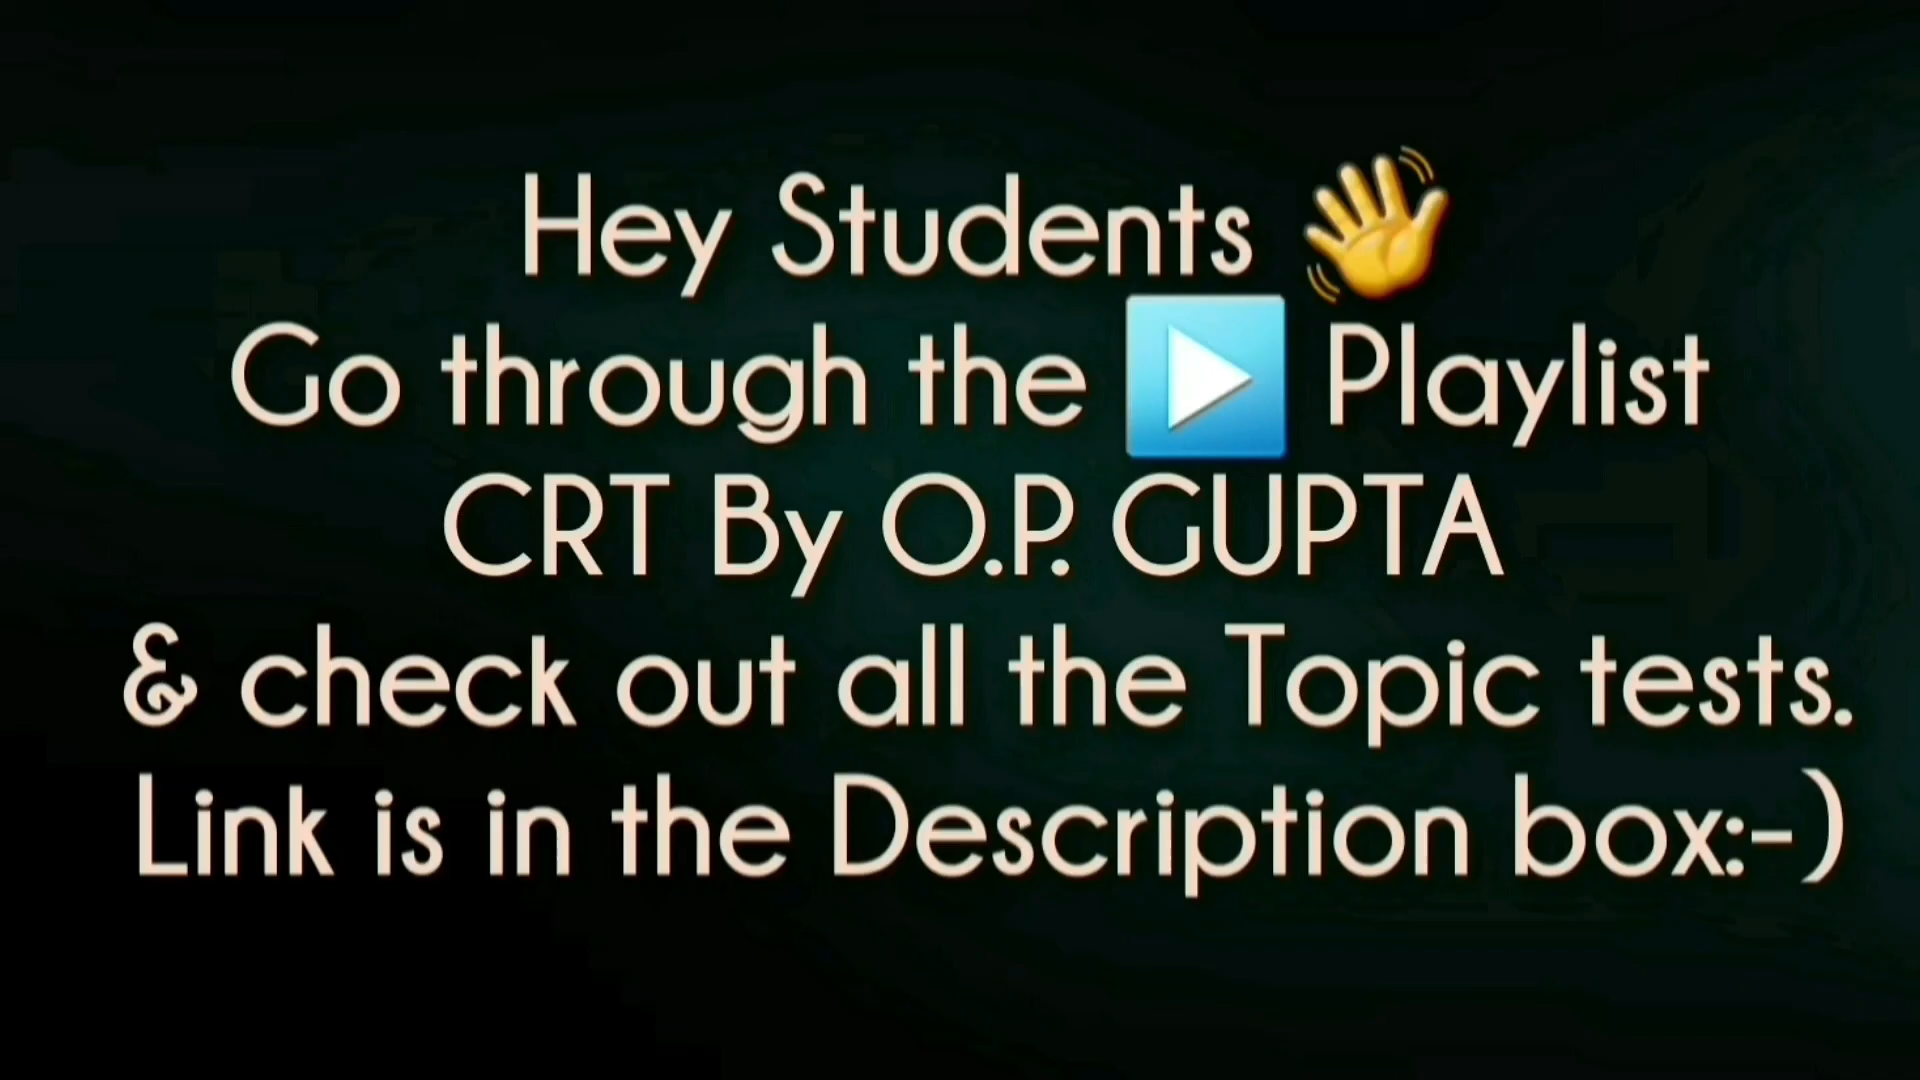 Hey Students 👋
Go through the ▶️ Playlist
CRT By O.P. GUPTA
& check out all the Topic tests.
Link is in the Description box:-)